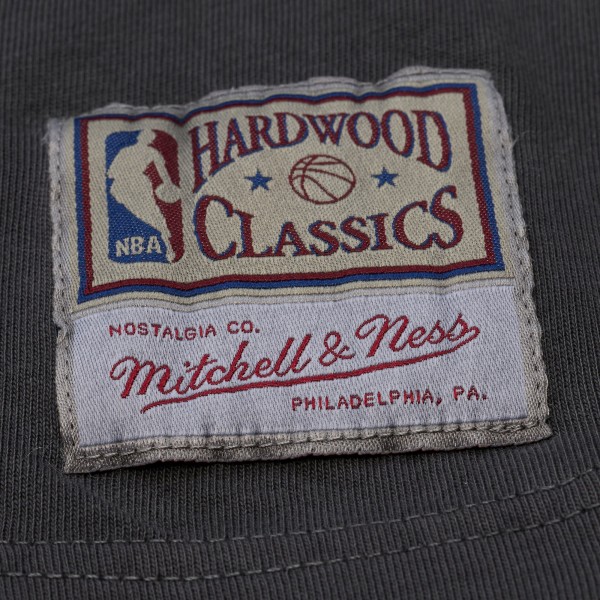 HARDWOOD
CLASSICS
NBA
NOSTALGIA CO.
Mitchell & Ness
PHILADELPHIA, PA.